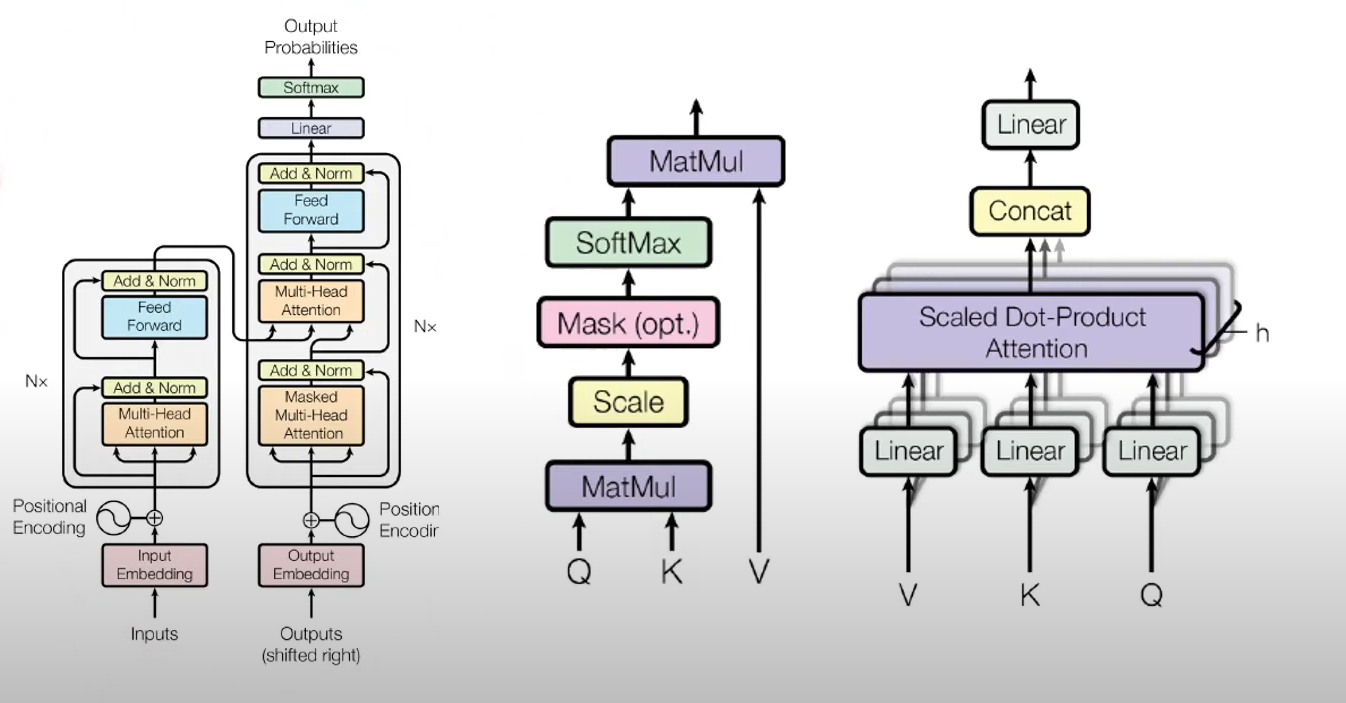 Output
Probabilities
Softmax
Linear
Add & Norm
Feed
Forward
Add & Norm
Multi-Head
Attention
Nx
Add & Norm
Masked
Multi-Head
Attention
Add & Norm
Feed
Forward
Nx
Add & Norm
Multi-Head
Attention
Positional
Encoding
Position
Encodir
Input
Embedding
Output
Embedding
Inputs
Outputs
(shifted right)
MatMul
SoftMax
Mask (opt.)
Scale
MatMul
Q K V
Linear
Concat
Scaled Dot-Product
Attention
h
Linear Linear Linear
V K Q